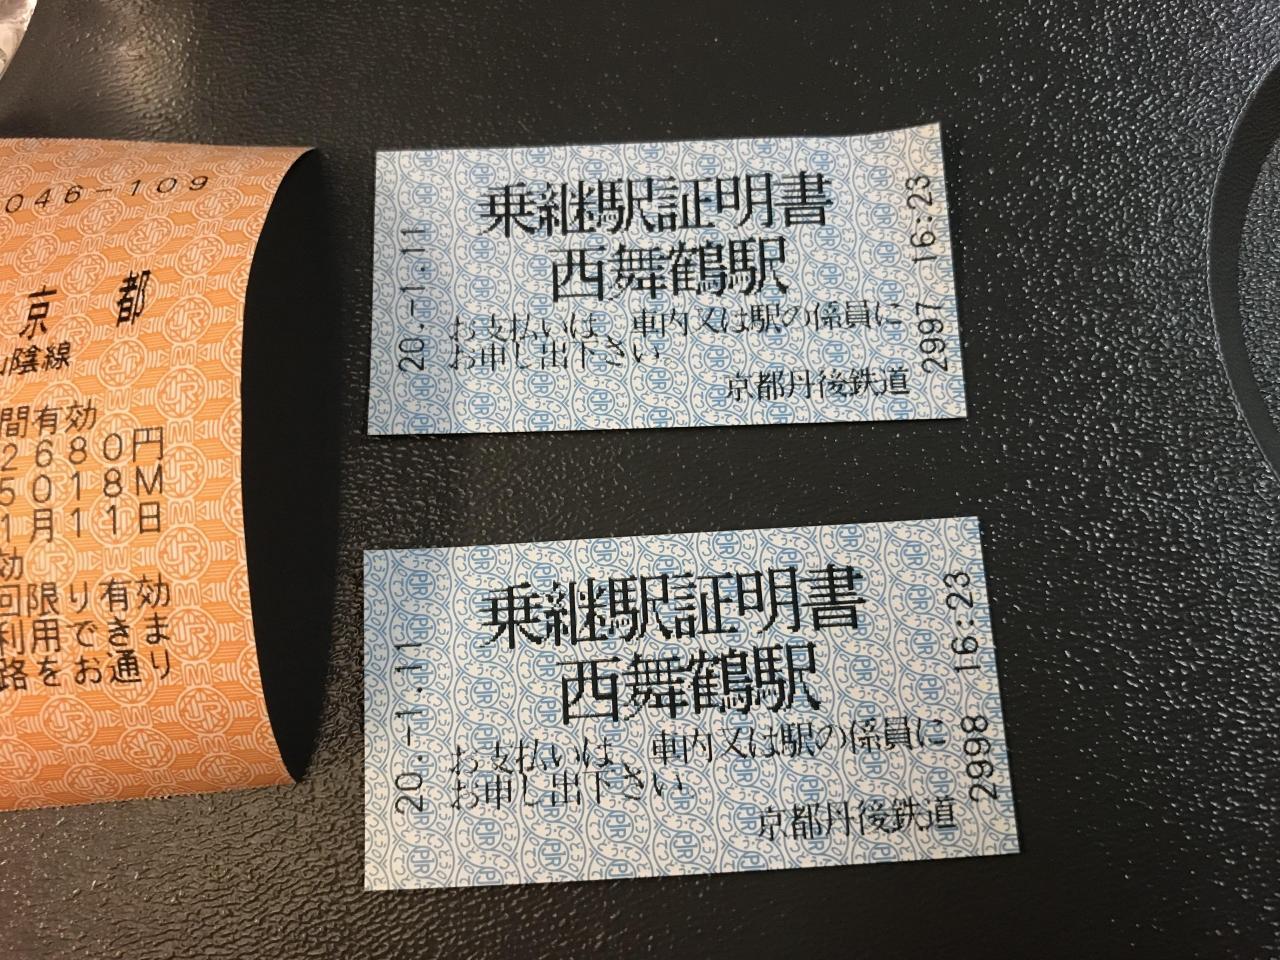 046-109
京都
山陰線
間有効
2680円
5018M
1月11日
効
回限り有効
利用できま
路をお通り
乗継駅証明書
西舞鶴駅
お支払いは、車内又は駅の係員に
お申し出下さい
京都丹後鉄道
20.-1.11
2997 16:23
乗継駅証明書
西舞鶴駅
お支払いは、車内又は駅の係員に
お申し出下さい
京都丹後鉄道
20.-1.11
2998 16:23